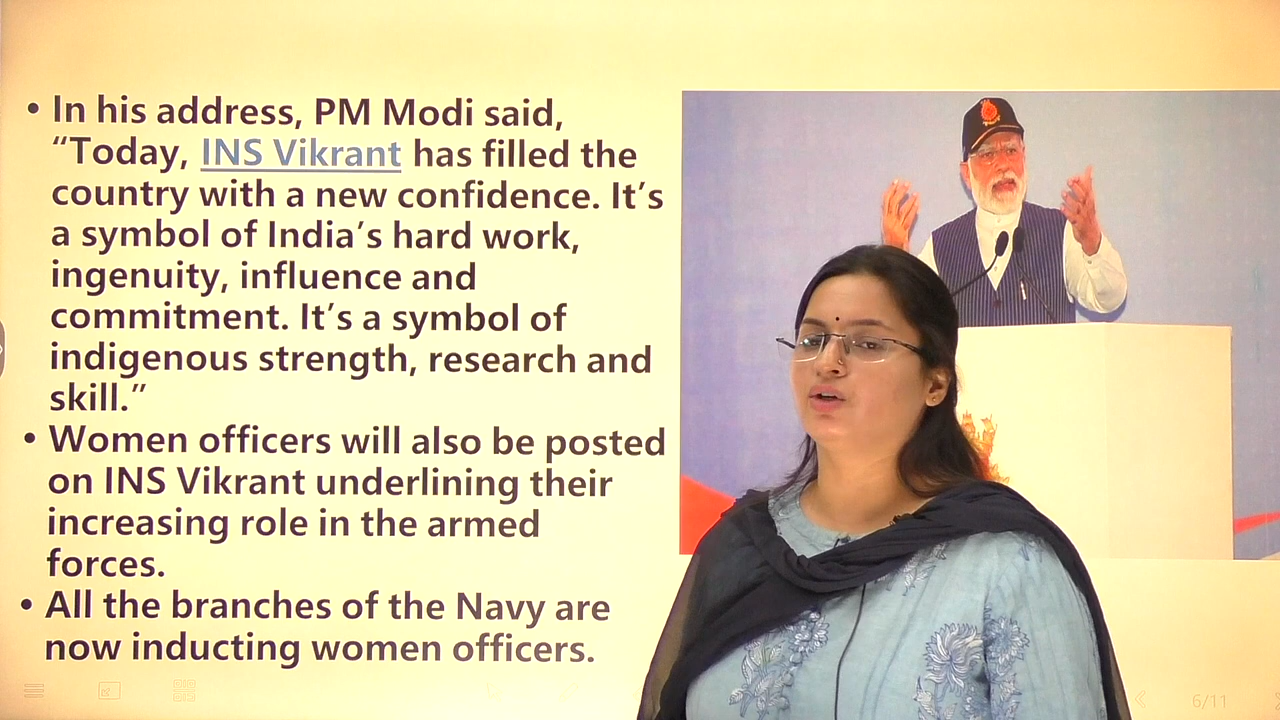 • In his address, PM Modi said,
“Today, INS Vikrant has filled the
country with a new confidence. It’s
a symbol of India’s hard work,
ingenuity, influence and
commitment. It’s a symbol of
indigenous strength, research and
skill.”
• Women officers will also be posted
on INS Vikrant underlining their
increasing role in the armed
forces.
• All the branches of the Navy are
now inducting women officers.
6/11